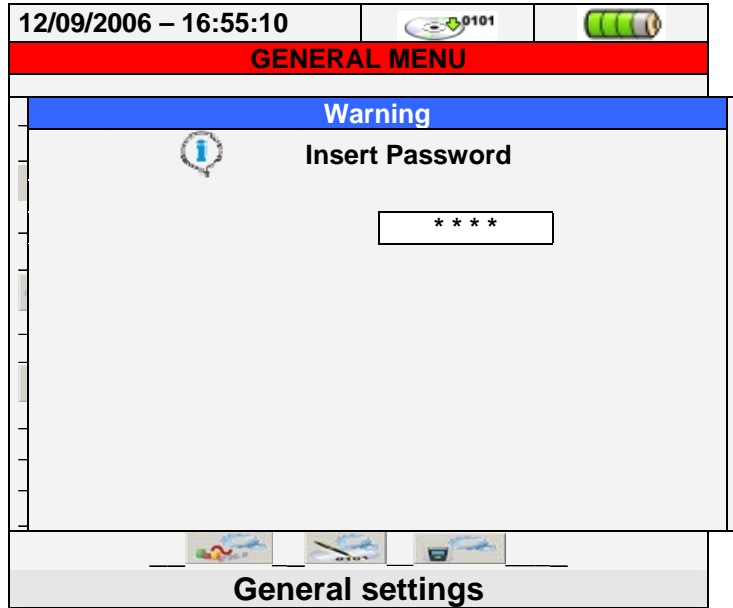 12/09/2006 – 16:55:10
0101
GENERAL MENU
Warning
Insert Password
* * * *
General settings